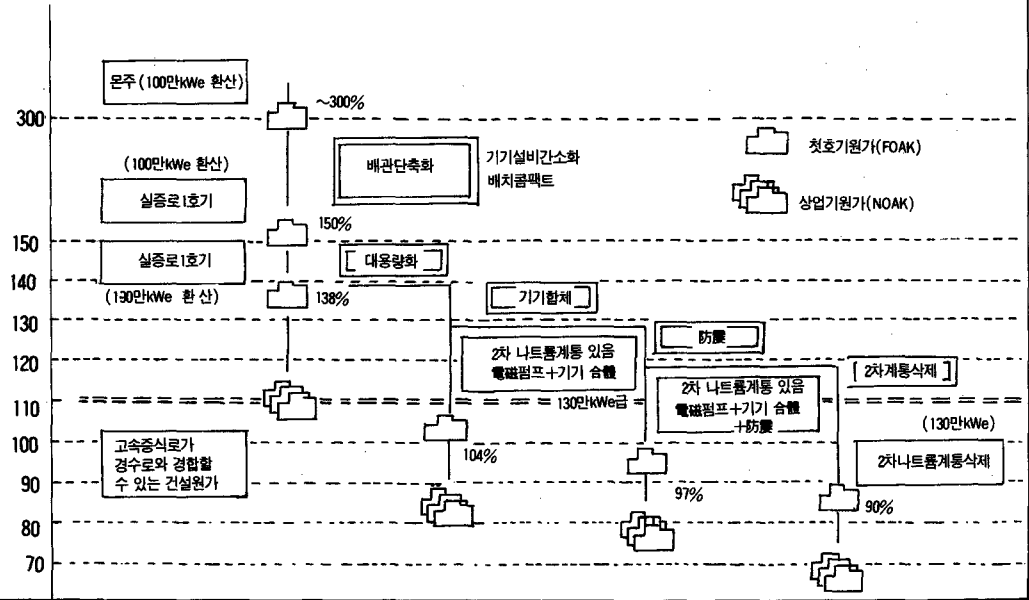 몬주(100만kWe 환산)
~300%
300
첫호기원가(FOAK)
배관단축화
기기설비간소화
배치콤팩트
(100만kWe 환산)
실증로1호기
상업기원가(NOAK)
150%
150
실증로1호기
대용량화
140
(130만kWe 환 산)
138%
기기합체
130
防震
2차 나트륨계통 있음
電磁펌프+기기 合體
120
2차계통삭제
2차 나트륨계통 있음
電磁펌프+기기 合體
+防震
110
130만kWe급
(130만kWe)
100
고속증식로가
경수로와 경합할
수 있는 건설원가
104%
2차나트륨계통삭제
90
97%
90%
80
70